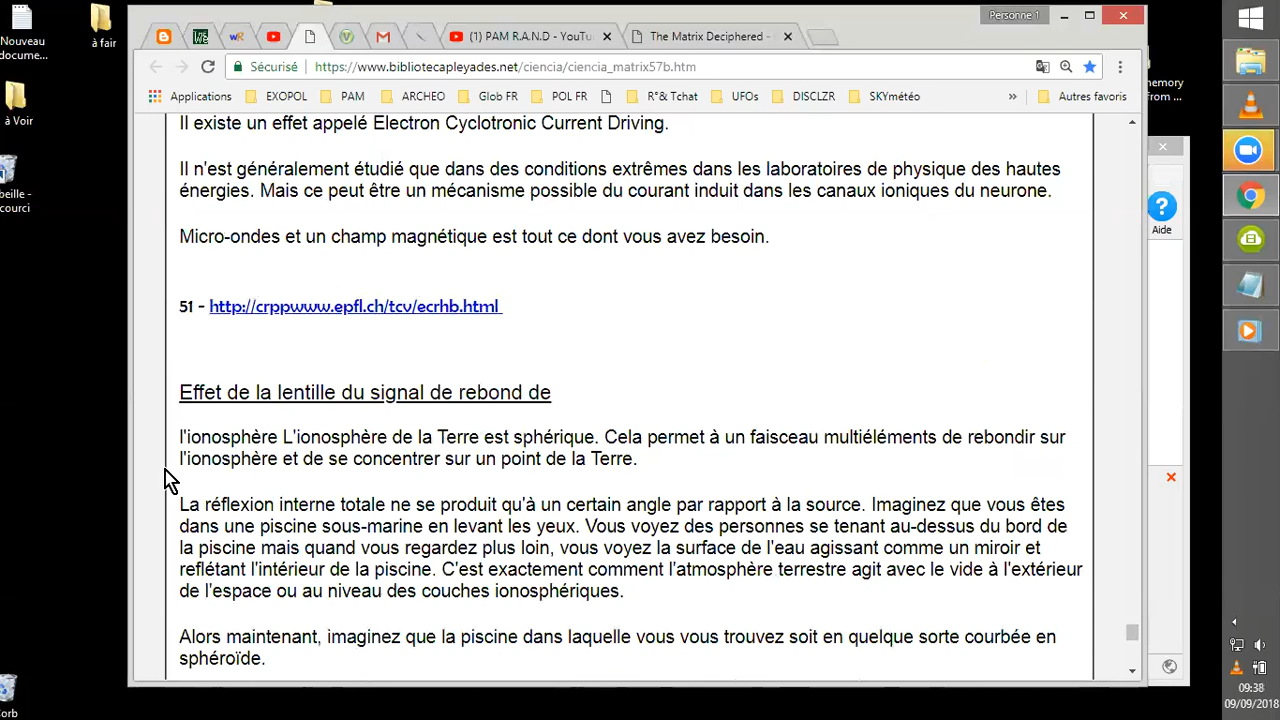 Nouveau
docume...
à fair
à Voir
beille -
courci
Corb
Personne 1
(1) PAM R.A.N.D - YouTu
The Matrix Deciphered -
Sécurisé
https://www.bibliotecapleyades.net/ciencia/ciencia_matrix57b.htm
Applications
EXOPOL
PAM
ARCHEO
Glob FR
POL FR
R°& Tchat
UFOs
DISCLZR
SKYmétéo
»
Autres favoris
Il existe un effet appelé Electron Cyclotronic Current Driving.
Il n'est généralement étudié que dans des conditions extrêmes dans les laboratoires de physique des hautes
énergies. Mais ce peut être un mécanisme possible du courant induit dans les canaux ioniques du neurone.
Micro-ondes et un champ magnétique est tout ce dont vous avez besoin.
51 - http://crppwww.epfl.ch/tcv/ecrhb.html
Effet de la lentille du signal de rebond de
l'ionosphère L'ionosphère de la Terre est sphérique. Cela permet à un faisceau multiéléments de rebondir sur
l'ionosphère et de se concentrer sur un point de la Terre.
La réflexion interne totale ne se produit qu'à un certain angle par rapport à la source. Imaginez que vous êtes
dans une piscine sous-marine en levant les yeux. Vous voyez des personnes se tenant au-dessus du bord de
la piscine mais quand vous regardez plus loin, vous voyez la surface de l'eau agissant comme un miroir et
reflétant l'intérieur de la piscine. C'est exactement comment l'atmosphère terrestre agit avec le vide à l'extérieur
de l'espace ou au niveau des couches ionosphériques.
Alors maintenant, imaginez que la piscine dans laquelle vous vous trouvez soit en quelque sorte courbée en
sphéroïde.
memory
from ...
Aide
09:38
09/09/2018